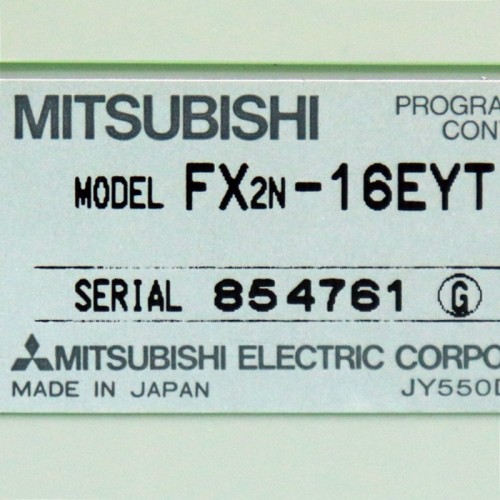 MITSUBISHI PROGRA
CONT
MODEL FX2N-16EYT
SERIAL 854761 G
MITSUBISHI ELECTRIC CORPO
MADE IN JAPAN JY550D